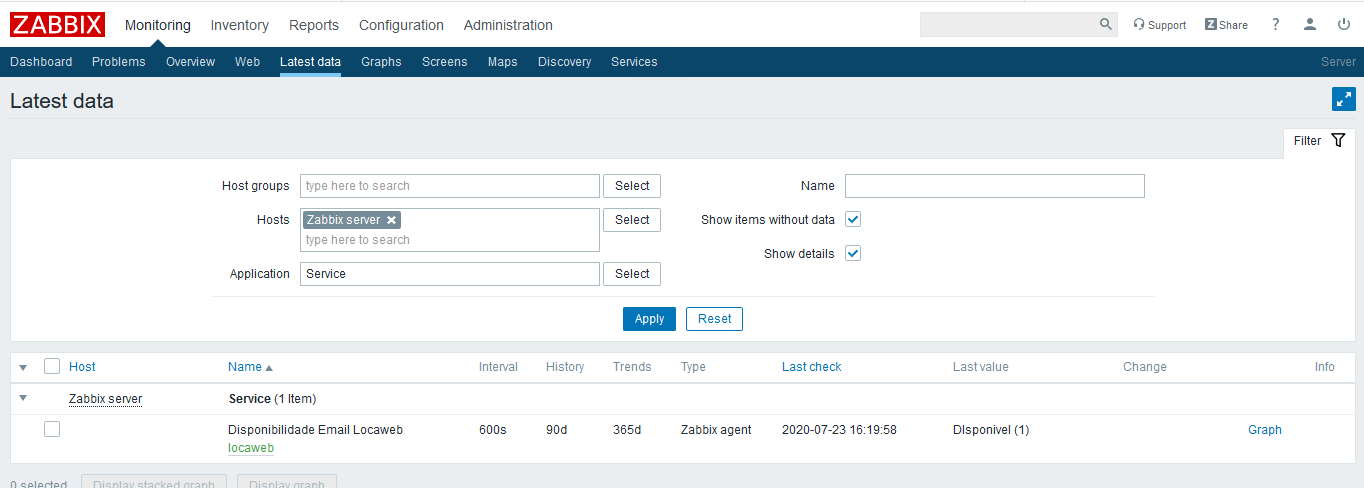 ZABBIX Monitoring Inventory Reports Configuration Administration Support Z Share ?
Dashboard Problems Overview Web Latest data Graphs Screens Maps Discovery Services Server
Latest data
Filter
Host groups type here to search Select Name
Hosts Zabbix server Select Show items without data
type here to search
Show details
Application Service Select
Apply Reset
Host Name Interval History Trends Type Last check Last value Change Info
Zabbix server Service (1 Item)
Disponibilidade Email Locaweb 600s 90d 365d Zabbix agent 2020-07-23 16:19:58 DIsponivel (1) Graph
locaweb
0 selected Display stacked graph Display graph